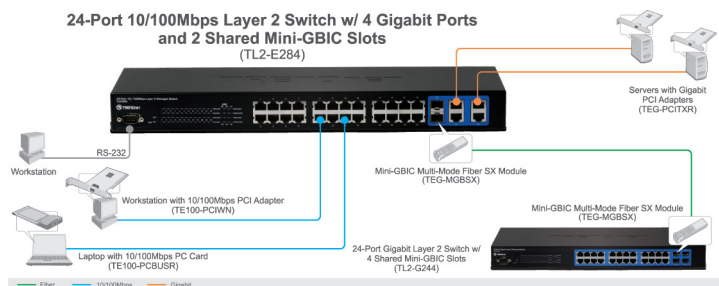 24-Port 10/100Mbps Layer 2 Switch w/ 4 Gigabit Ports
and 2 Shared Mini-GBIC Slots
(TL2-E284)
Servers with Gigabit
PCI Adapters
(TEG-PCITXR)
TRENDnet
RS-232
Workstation
Mini-GBIC Multi-Mode Fiber SX Module
(TEG-MGBSX)
Workstation with 10/100Mbps PCI Adapter
(TE100-PCIWN)
Mini-GBIC Multi-Mode Fiber SX Module
(TEG-MGBSX)
Laptop with 10/100Mbps PC Card
(TE100-PCBUSR)
24-Port Gigabit Layer 2 Switch w/
4 Shared Mini-GBIC Slots
(TL2-G244)
Fiber 10/100Mbps Gigabit